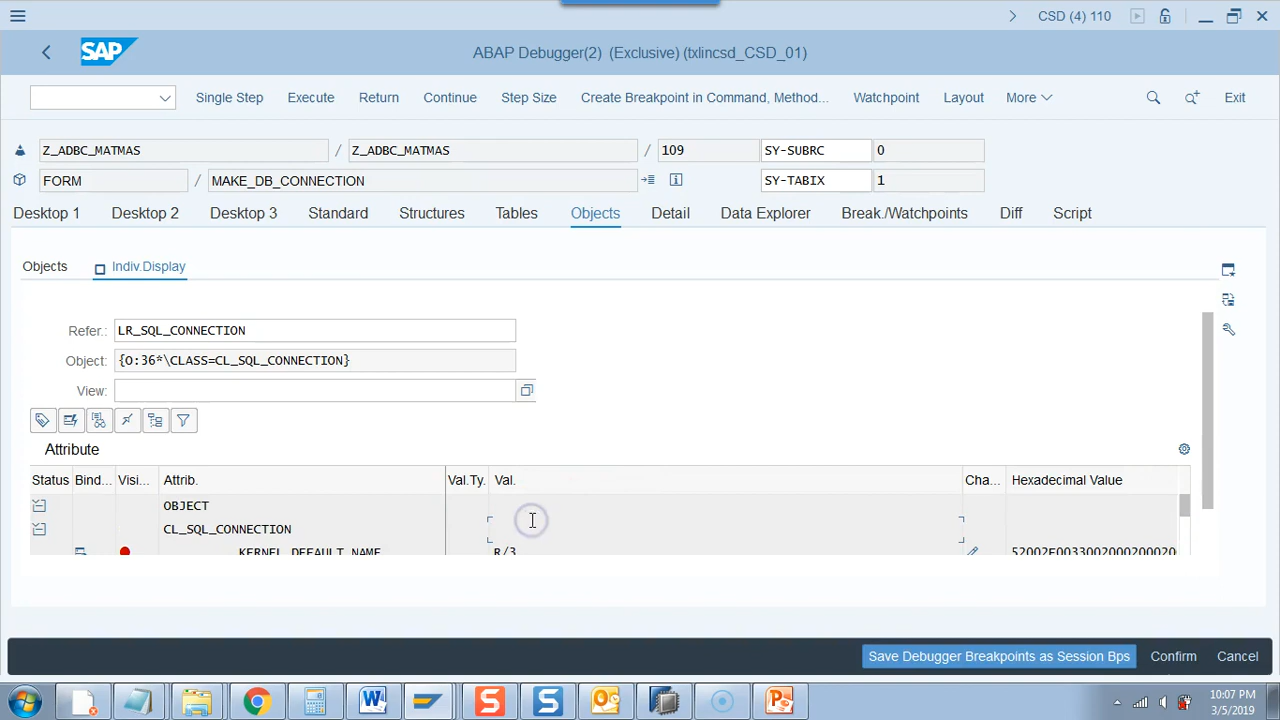 CSD (4) 110
SAP ABAP Debugger(2) (Exclusive) (txlincsd_CSD_01)
Single Step Execute Return Continue Step Size Create Breakpoint in Command, Method... Watchpoint Layout More Exit
Z_ADBC_MATMAS / Z_ADBC_MATMAS / 109 SY-SUBRC 0
FORM / MAKE_DB_CONNECTION SY-TABIX 1
Desktop 1 Desktop 2 Desktop 3 Standard Structures Tables Objects Detail Data Explorer Break./Watchpoints Diff Script
Objects Indiv.Display
Refer.: LR_SQL_CONNECTION
Object: {O:36*\CLASS=CL_SQL_CONNECTION}
View:
Attribute
Status Bind... Visi... Attrib. Val.Ty. Val. Cha... Hexadecimal Value
OBJECT
CL_SQL_CONNECTION
KERNEL_DEFAULT_NAME R/3 52002F0033002000200020
Save Debugger Breakpoints as Session Bps Confirm Cancel
10:07 PM
3/5/2019